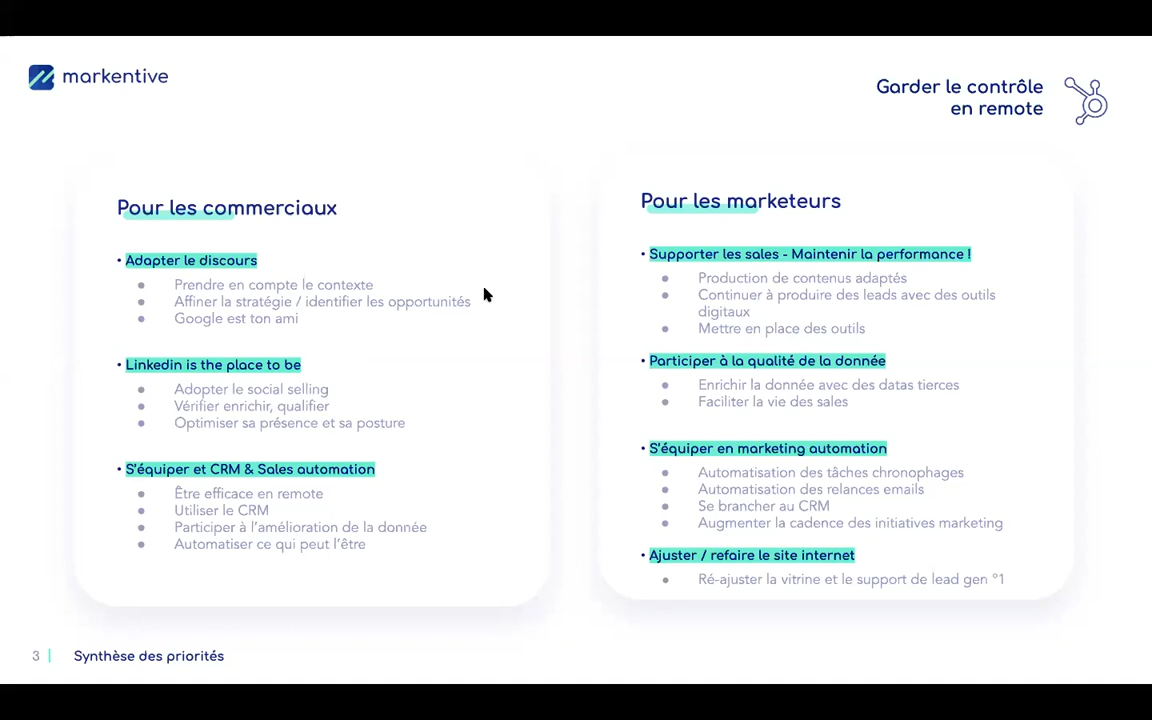 markentive
Garder le contrôle
en remote
Pour les commerciaux
• Adapter le discours
● Prendre en compte le contexte
● Affiner la stratégie / identifier les opportunités
● Google est ton ami
• Linkedin is the place to be
● Adopter le social selling
● Vérifier enrichir, qualifier
● Optimiser sa présence et sa posture
• S'équiper et CRM & Sales automation
● Être efficace en remote
● Utiliser le CRM
● Participer à l'amélioration de la donnée
● Automatiser ce qui peut l'être
Pour les marketeurs
• Supporter les sales - Maintenir la performance !
● Production de contenus adaptés
● Continuer à produire des leads avec des outils
digitaux
● Mettre en place des outils
• Participer à la qualité de la donnée
● Enrichir la donnée avec des datas tierces
● Faciliter la vie des sales
• S'équiper en marketing automation
● Automatisation des tâches chronophages
● Automatisation des relances emails
● Se brancher au CRM
● Augmenter la cadence des initiatives marketing
• Ajuster / refaire le site internet
● Ré-ajuster la vitrine et le support de lead gen °1
3 | Synthèse des priorités